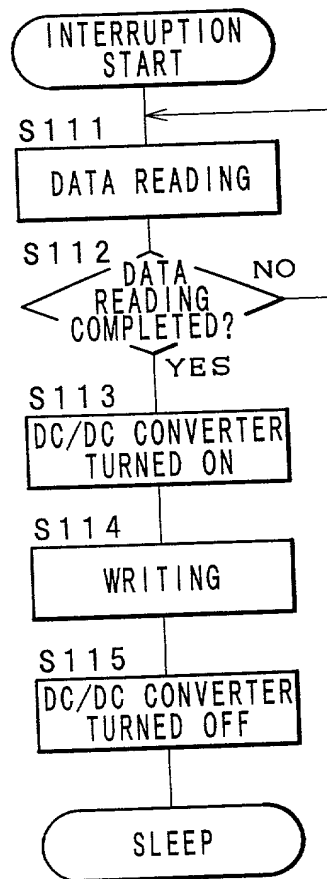 INTERRUPTION
START
S111
DATA READING
S112
DATA
READING
COMPLETED?
NO
YES
S113
DC/DC CONVERTER
TURNED ON
S114
WRITING
S115
DC/DC CONVERTER
TURNED OFF
SLEEP